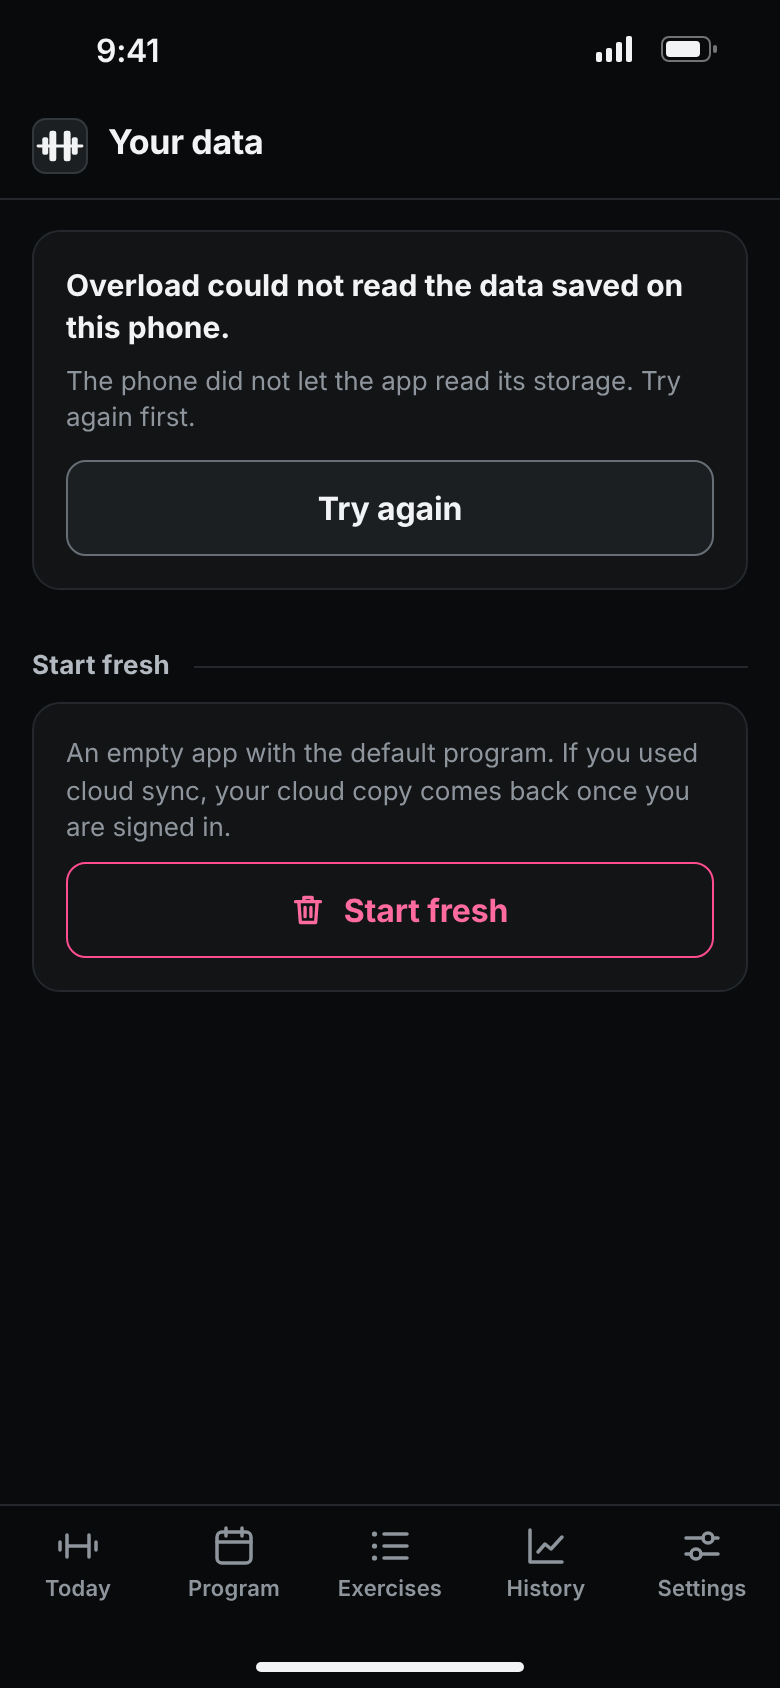 9:41
Your data
Overload could not read the data saved on
this phone.
The phone did not let the app read its storage. Try
again first.
Try again
Start fresh
An empty app with the default program. If you used
cloud sync, your cloud copy comes back once you
are signed in.
Start fresh
Today
Program
Exercises
History
Settings